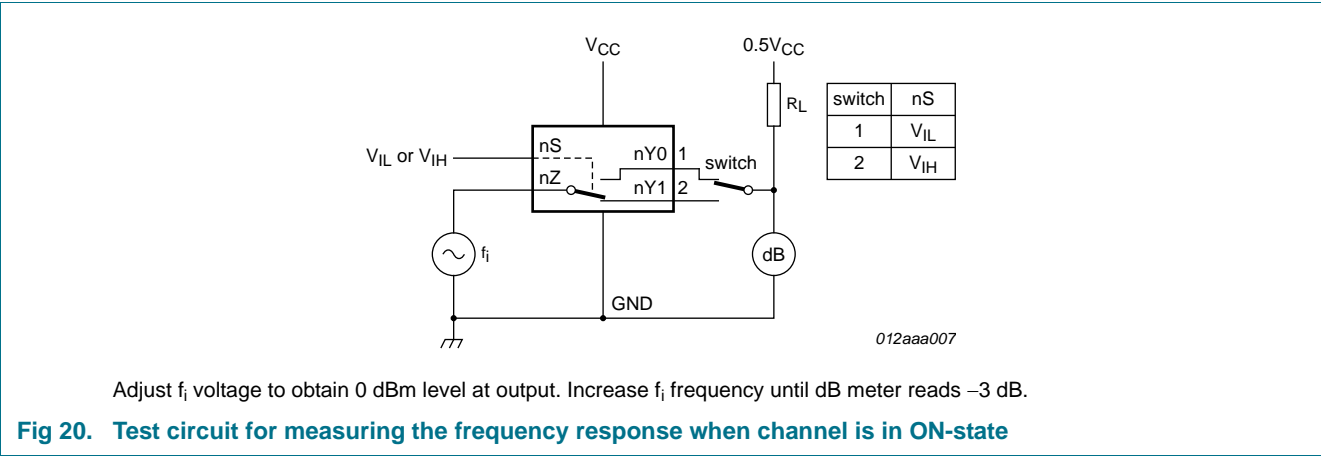 VCC
0.5VCC
RL
switch nS
1 VIL
2 VIH
VIL or VIH
nS
nZ
nY0 1
nY1 2
switch
fi
dB
GND
012aaa007
Adjust fi voltage to obtain 0 dBm level at output. Increase fi frequency until dB meter reads −3 dB.
Fig 20. Test circuit for measuring the frequency response when channel is in ON-state